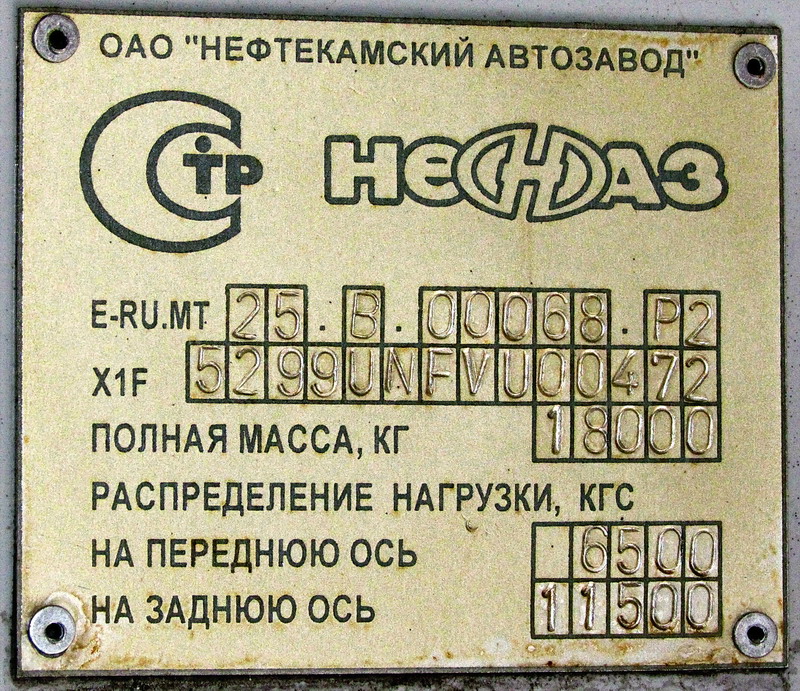 ОАО "НЕФТЕКАМСКИЙ АВТОЗАВОД"
СТР НЕФАЗ
E-RU.MT 25.B.00068.P2
X1F 5299UNFVU00472
ПОЛНАЯ МАССА, КГ 18000
РАСПРЕДЕЛЕНИЕ НАГРУЗКИ, КГС
НА ПЕРЕДНЮЮ ОСЬ 6500
НА ЗАДНЮЮ ОСЬ 11500